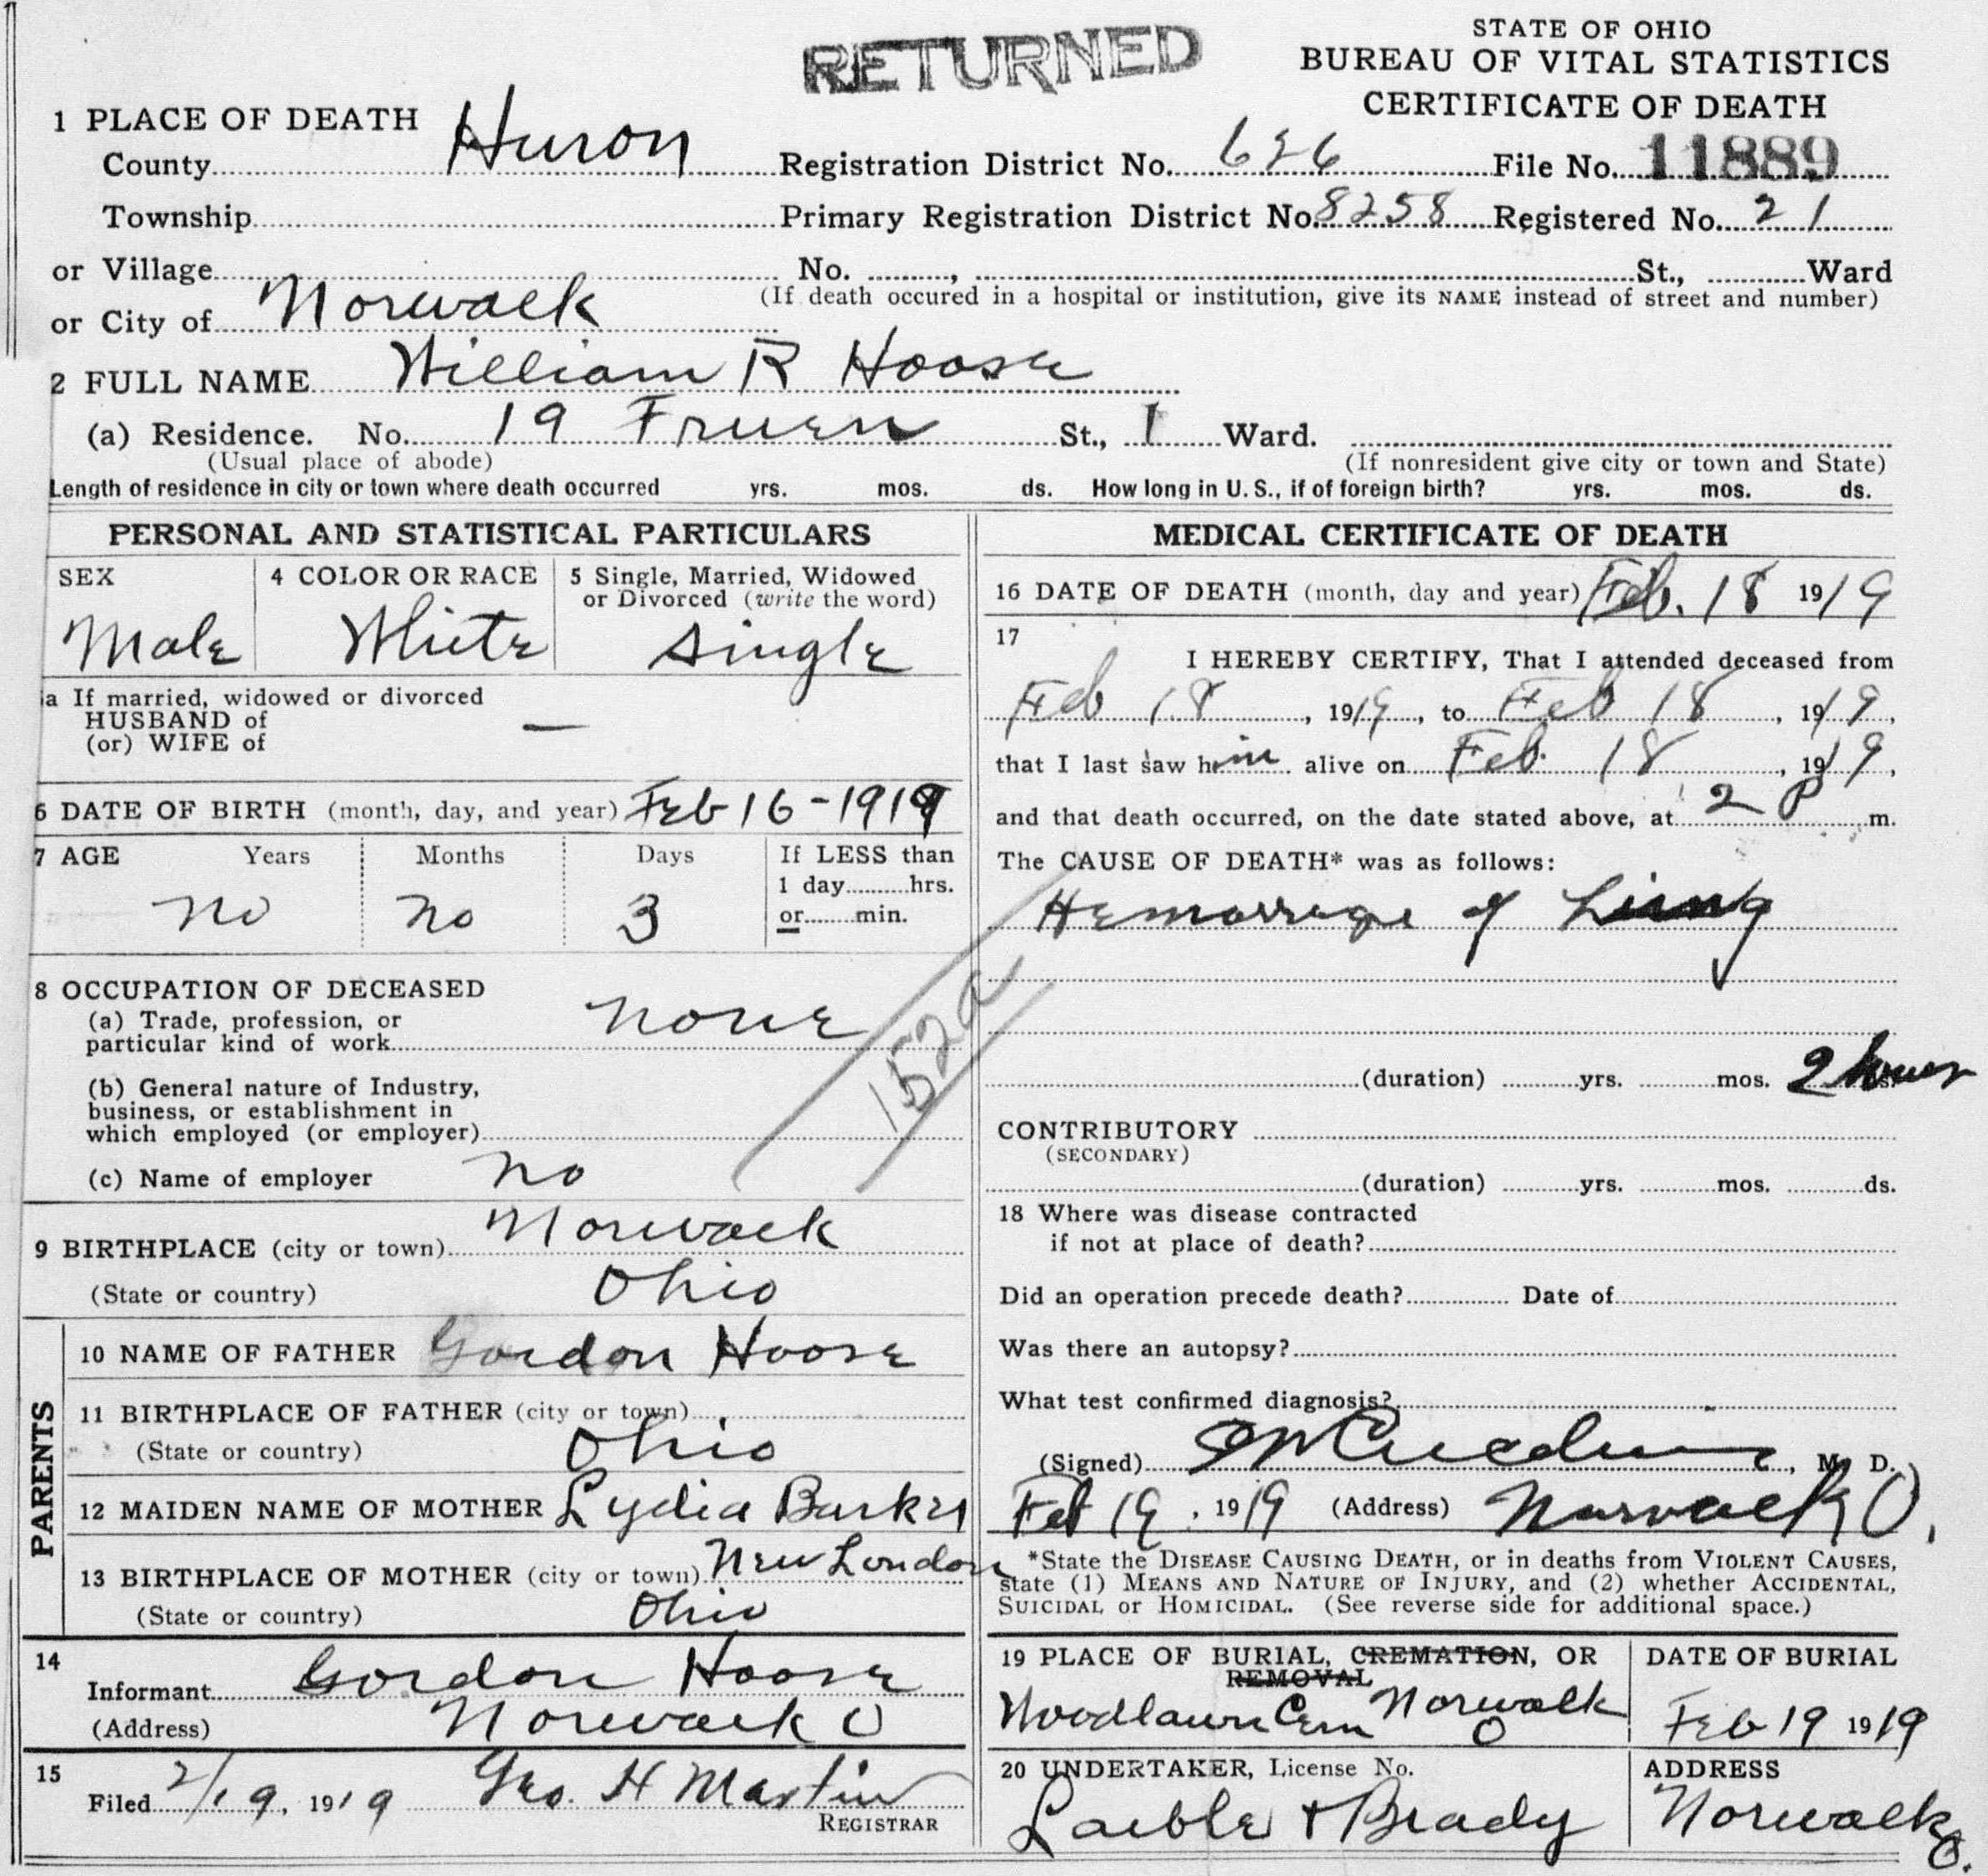 RETURNED
STATE OF OHIO
BUREAU OF VITAL STATISTICS
CERTIFICATE OF DEATH
1 PLACE OF DEATH
County Huron Registration District No. 626 File No. 11889
Township Primary Registration District No. 8258 Registered No. 21
or Village No. , St., Ward
(If death occured in a hospital or institution, give its NAME instead of street and number)
or City of Norwalk
2 FULL NAME William R Hoose
(a) Residence. No. 19 Fruen St., 1 Ward.
(Usual place of abode) (If nonresident give city or town and State)
Length of residence in city or town where death occurred yrs. mos. ds. How long in U. S., if of foreign birth? yrs. mos. ds.
PERSONAL AND STATISTICAL PARTICULARS
SEX 4 COLOR OR RACE 5 Single, Married, Widowed
or Divorced (write the word)
Male White Single
a If married, widowed or divorced
HUSBAND of
(or) WIFE of —
6 DATE OF BIRTH (month, day, and year) Feb 16 - 1919
7 AGE Years Months Days If LESS than
1 day hrs.
or min.
no no 3
8 OCCUPATION OF DECEASED
(a) Trade, profession, or
particular kind of work none
(b) General nature of Industry,
business, or establishment in
which employed (or employer)
(c) Name of employer no
152a
9 BIRTHPLACE (city or town) Norwalk
(State or country) Ohio
PARENTS
10 NAME OF FATHER Gordon Hoose
11 BIRTHPLACE OF FATHER (city or town)
(State or country) Ohio
12 MAIDEN NAME OF MOTHER Lydia Barker
13 BIRTHPLACE OF MOTHER (city or town) New London
(State or country) Ohio
14
Informant Gordon Hoose
(Address) Norwalk O
15
Filed 2/19, 1919 Geo. H Martin
REGISTRAR
MEDICAL CERTIFICATE OF DEATH
16 DATE OF DEATH (month, day and year) Feb. 18 1919
17
I HEREBY CERTIFY, That I attended deceased from
Feb 18, 1919, to Feb 18, 1919,
that I last saw him alive on Feb. 18, 1919,
and that death occurred, on the date stated above, at 2 P m.
The CAUSE OF DEATH* was as follows:
Hemorrage of Lung
(duration) yrs. mos. 2 hours
CONTRIBUTORY
(SECONDARY)
(duration) yrs. mos. ds.
18 Where was disease contracted
if not at place of death?
Did an operation precede death? Date of
Was there an autopsy?
What test confirmed diagnosis?
(Signed) , M. D.
Feb 19, 1919 (Address) Norwalk O.
*State the DISEASE CAUSING DEATH, or in deaths from VIOLENT CAUSES,
state (1) MEANS AND NATURE OF INJURY, and (2) whether ACCIDENTAL,
SUICIDAL or HOMICIDAL. (See reverse side for additional space.)
19 PLACE OF BURIAL, CREMATION, OR
REMOVAL
Woodlawn Cem Norwalk O
DATE OF BURIAL
Feb 19 1919
20 UNDERTAKER, License No.
Laible + Brady
ADDRESS
Norwalk O.